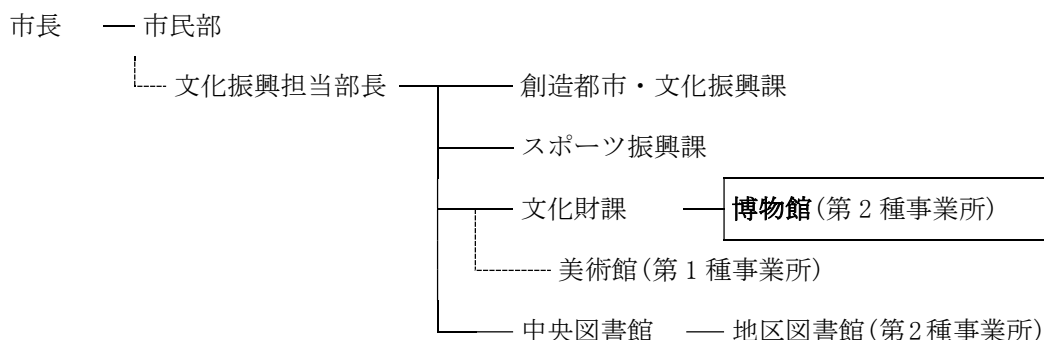 市長 市民部
文化振興担当部長 創造都市・文化振興課
スポーツ振興課
文化財課 博物館(第2種事業所)
美術館(第1種事業所)
中央図書館 地区図書館(第2種事業所)